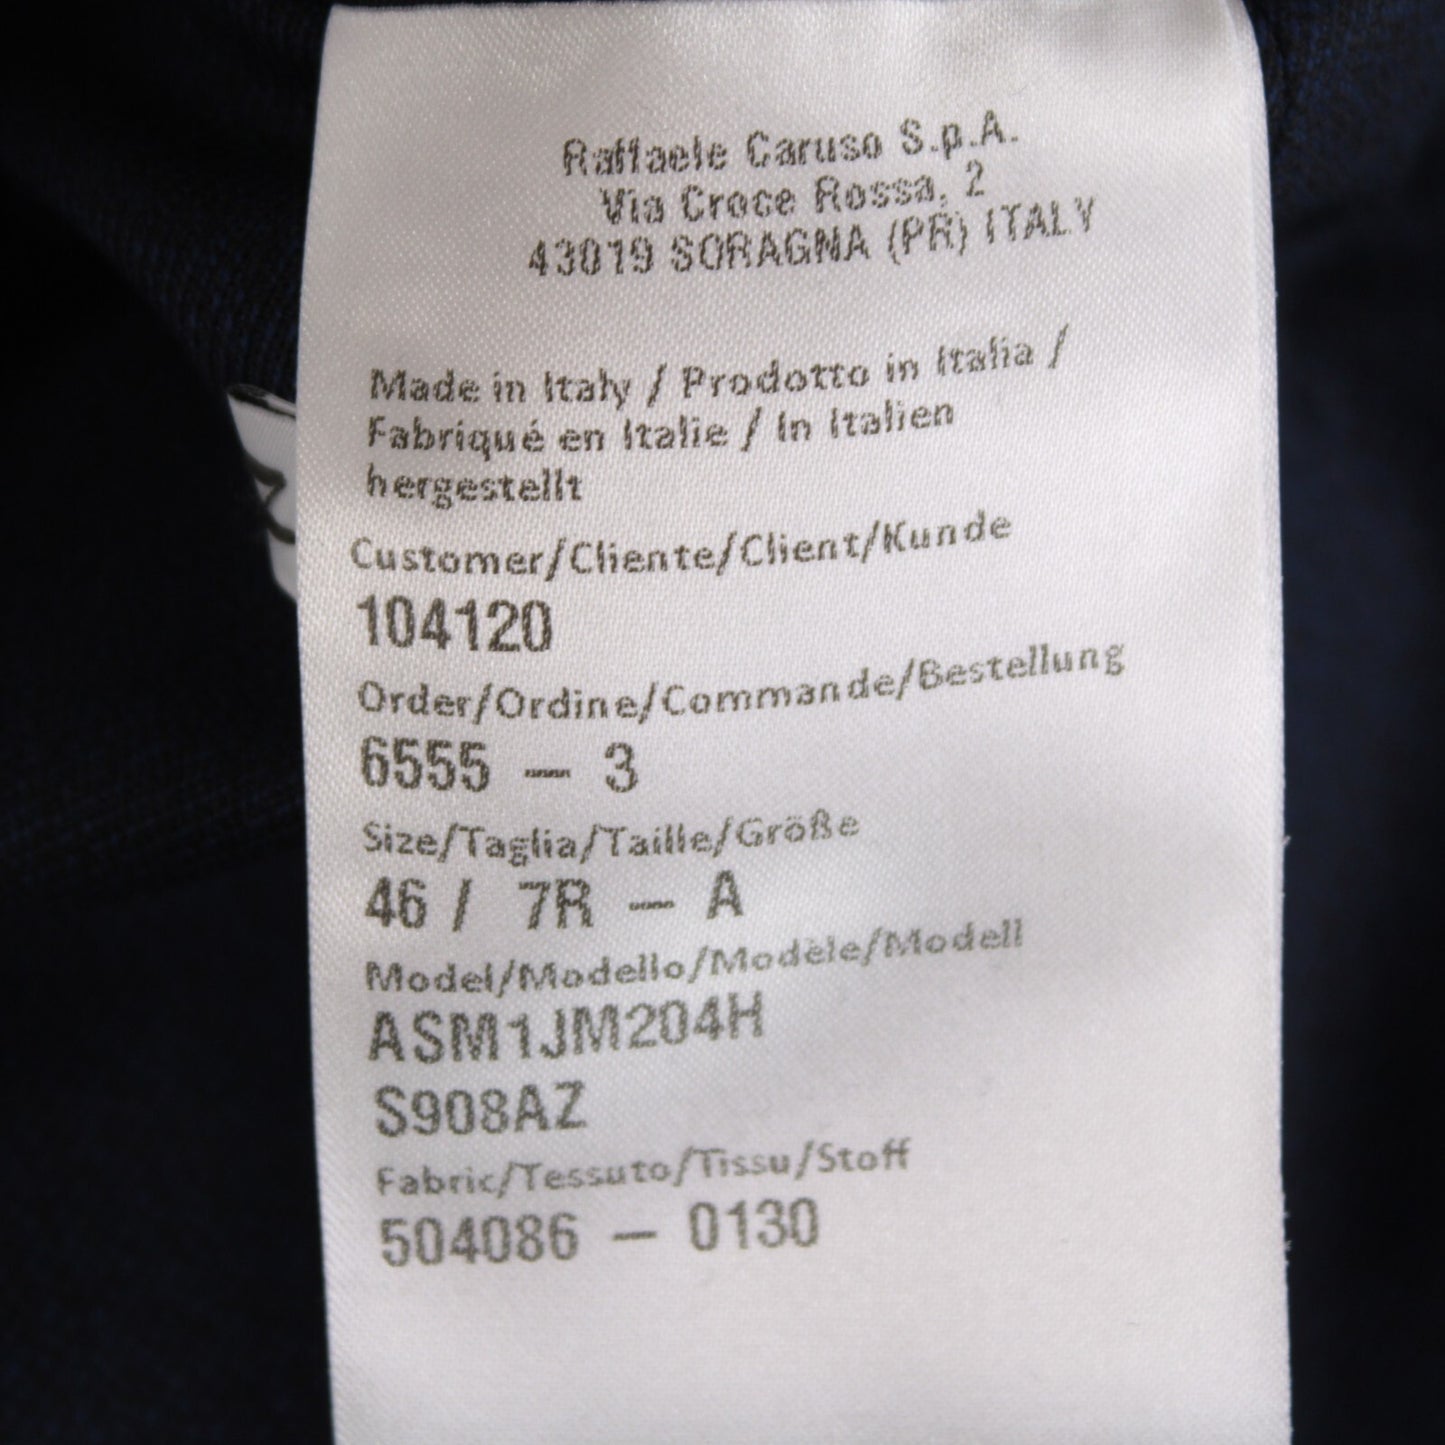 Raffaele Caruso S.p.A.
Via Croce Rossa, 2
43019 SORAGNA (PR) ITALY
Made in Italy / Prodotto in Italia /
Fabriqué en Italie / In Italien
hergestellt
Customer/Cliente/Client/Kunde
104120
Order/Ordine/Commande/Bestellung
6555 – 3
Size/Taglia/Taille/Größe
46 / 7R – A
Model/Modello/Modèle/Modell
ASM1JM204H
S908AZ
Fabric/Tessuto/Tissu/Stoff
504086 – 0130